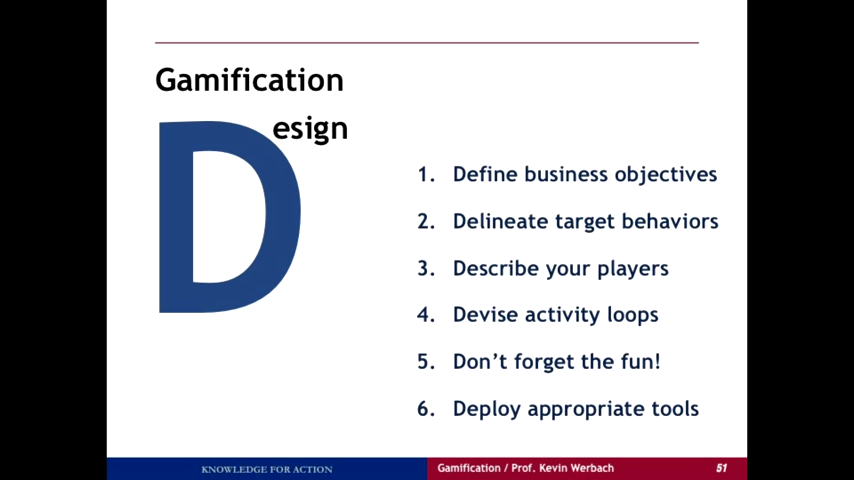 Gamification
Design
1. Define business objectives
2. Delineate target behaviors
3. Describe your players
4. Devise activity loops
5. Don't forget the fun!
6. Deploy appropriate tools
KNOWLEDGE FOR ACTION
Gamification / Prof. Kevin Werbach
51